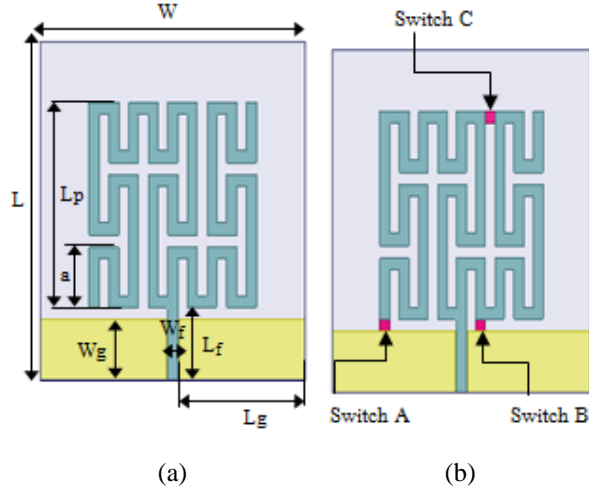 W
Switch C
L
Lp
a
Wf
Wg
Lf
Lg
Switch A
Switch B
(a)
(b)